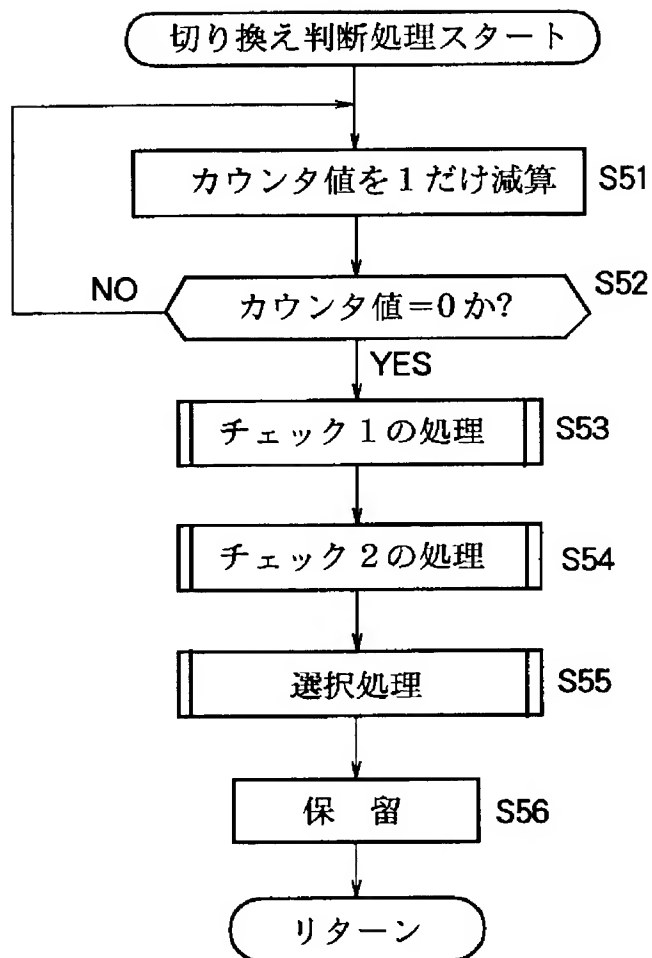 切り換え判断処理スタート
カウンタ値を1だけ減算 S51
カウンタ値=0か? S52
NO
YES
チェック1の処理 S53
チェック2の処理 S54
選択処理 S55
保 留 S56
リターン